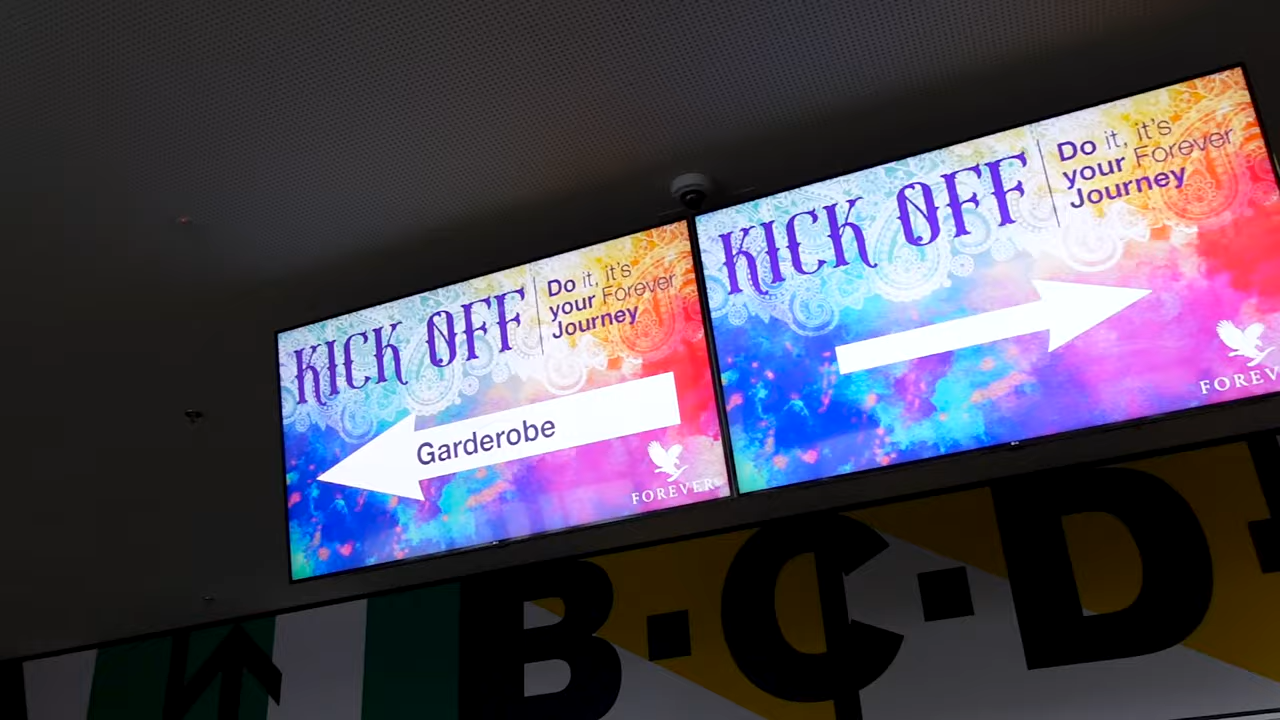 KICK OFF
Do it, it's
your Forever
Journey
Garderobe
FOREVER
KICK OFF
Do it, it's
your Forever
Journey
FOREV
B·C·D·